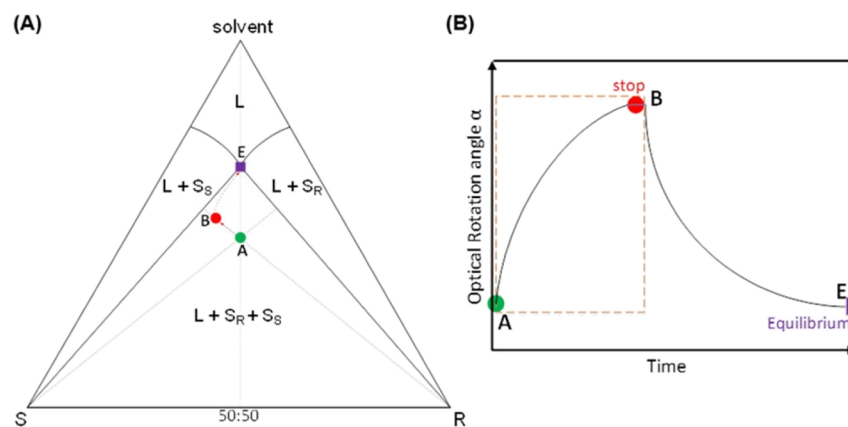 (A)
solvent
L
E
L + S_S
L + S_R
B
A
L + S_R + S_S
S
50:50
R
(B)
Optical Rotation angle α
stop
B
A
E
Equilibrium
Time